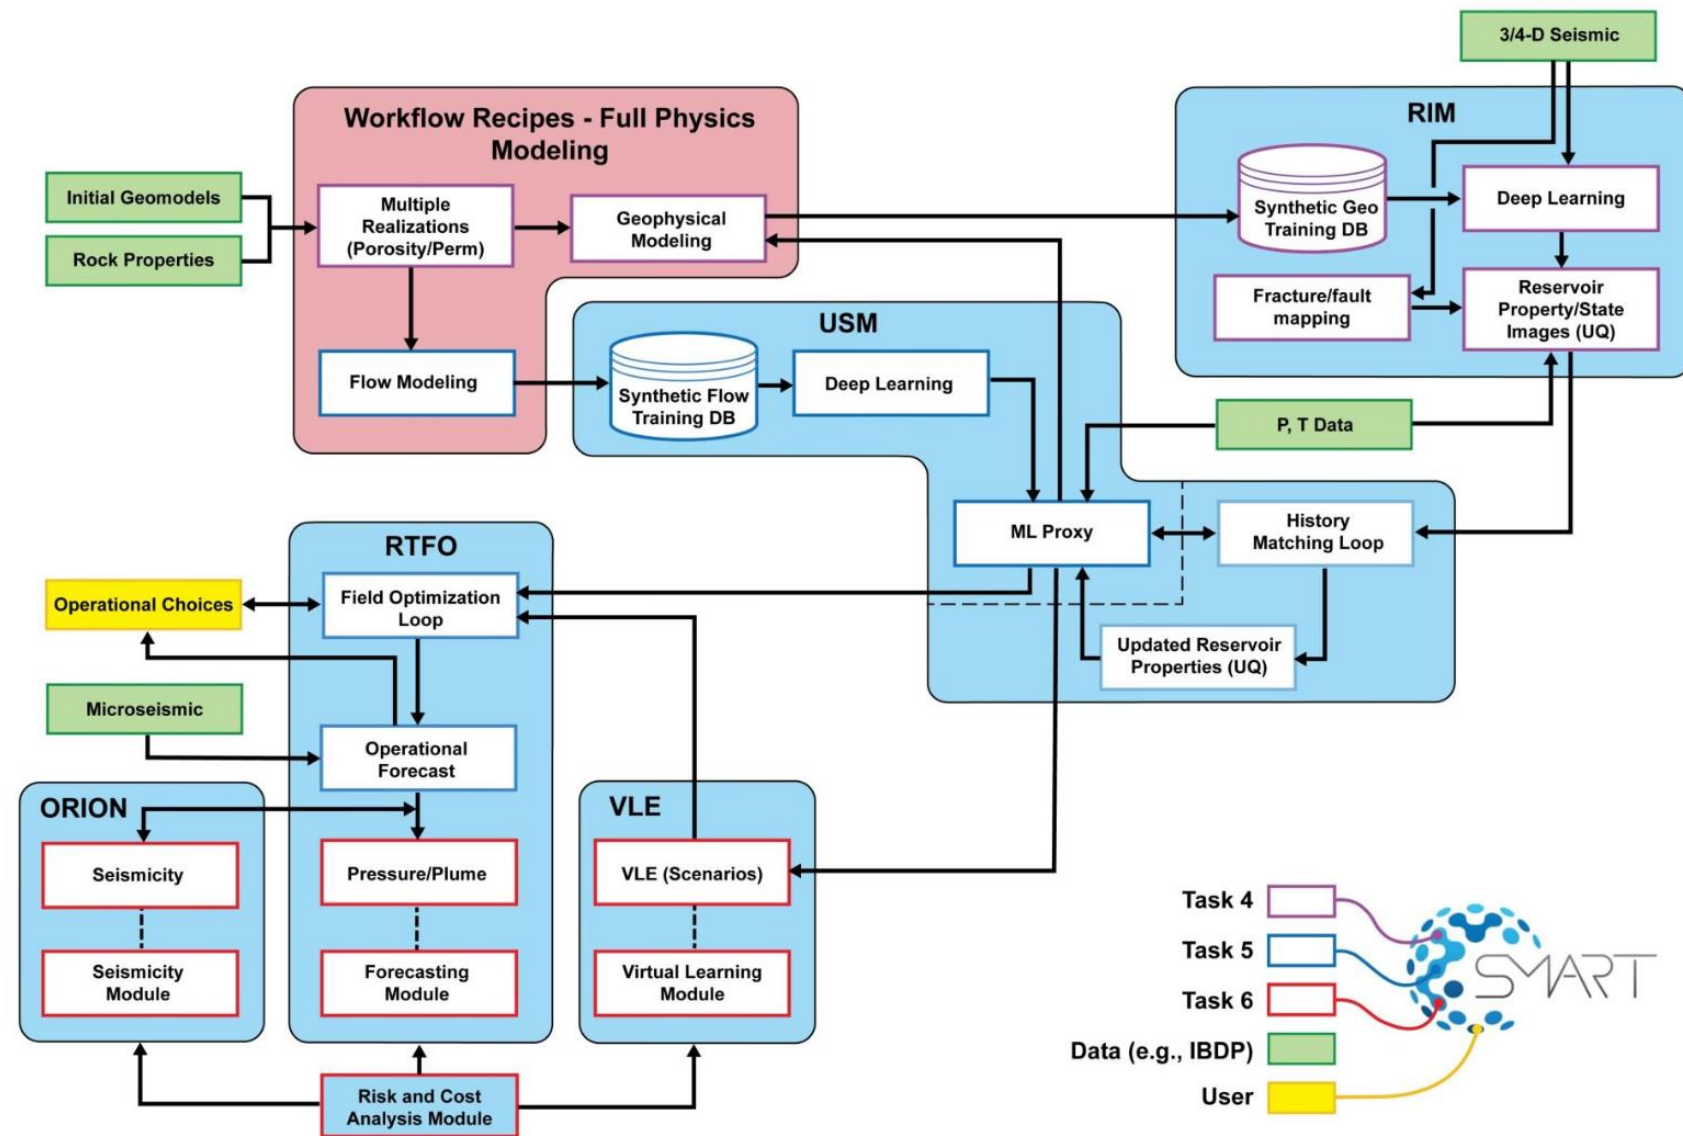 3/4-D Seismic
Workflow Recipes - Full Physics
Modeling
RIM
Initial Geomodels
Rock Properties
Multiple
Realizations
(Porosity/Perm)
Geophysical
Modeling
Synthetic Geo
Training DB
Deep Learning
Fracture/fault
mapping
Reservoir
Property/State
Images (UQ)
Flow Modeling
USM
Synthetic Flow
Training DB
Deep Learning
P, T Data
ML Proxy
History
Matching Loop
Updated Reservoir
Properties (UQ)
RTFO
Operational Choices
Field Optimization
Loop
Microseismic
Operational
Forecast
ORION
Seismicity
Seismicity
Module
Pressure/Plume
Forecasting
Module
VLE
VLE (Scenarios)
Virtual Learning
Module
Risk and Cost
Analysis Module
Task 4
Task 5
Task 6
Data (e.g., IBDP)
User
SMART